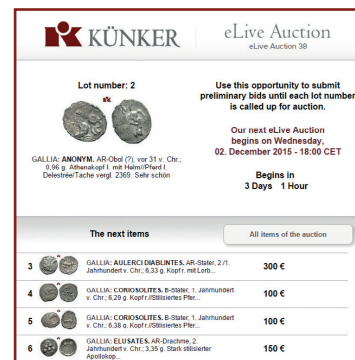 KÜNKER
eLive Auction
eLive Auction 38
Lot number: 2
GALLIA: ANONYM. AR-Obol (?), vor 31 v. Chr.;
0,96 g. Athenakopf l. mit Helm//Pferd l.
Delestrée/Tache vergl. 2369. Sehr schön
Use this opportunity to submit
preliminary bids until each lot number
is called up for auction.
Our next eLive Auction
begins on Wednesday,
02. December 2015 - 18:00 CET
Begins in
3 Days 1 Hour
The next items
All items of the auction
3
GALLIA: AULERCI DIABLINTES. AR-Stater, 2./1.
Jahrhundert v. Chr.; 6,33 g. Kopf r. mit Lorb...
300 €
4
GALLIA: CORIOSOLITES. B-Stater, 1. Jahrhundert
v. Chr.; 6,29 g. Kopf r.//Stilisiertes Pfer...
100 €
5
GALLIA: CORIOSOLITES. B-Stater, 1. Jahrhundert
v. Chr.; 6,38 g. Kopf r.//Stilisiertes Pfer...
100 €
6
GALLIA: ELUSATES. AR-Drachme, 2.
Jahrhundert v. Chr.; 3,35 g. Stark stilisierter
Apollokop...
150 €